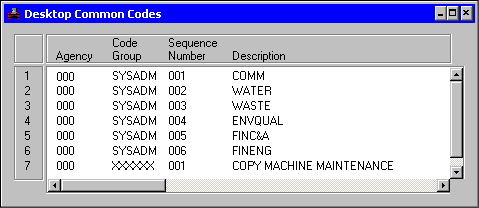 Desktop Common Codes
Agency Code Group Sequence Number Description
1 000 SYSADM 001 COMM
2 000 SYSADM 002 WATER
3 000 SYSADM 003 WASTE
4 000 SYSADM 004 ENVQUAL
5 000 SYSADM 005 FINC&A
6 000 SYSADM 006 FINENG
7 000 XXXXXX 001 COPY MACHINE MAINTENANCE